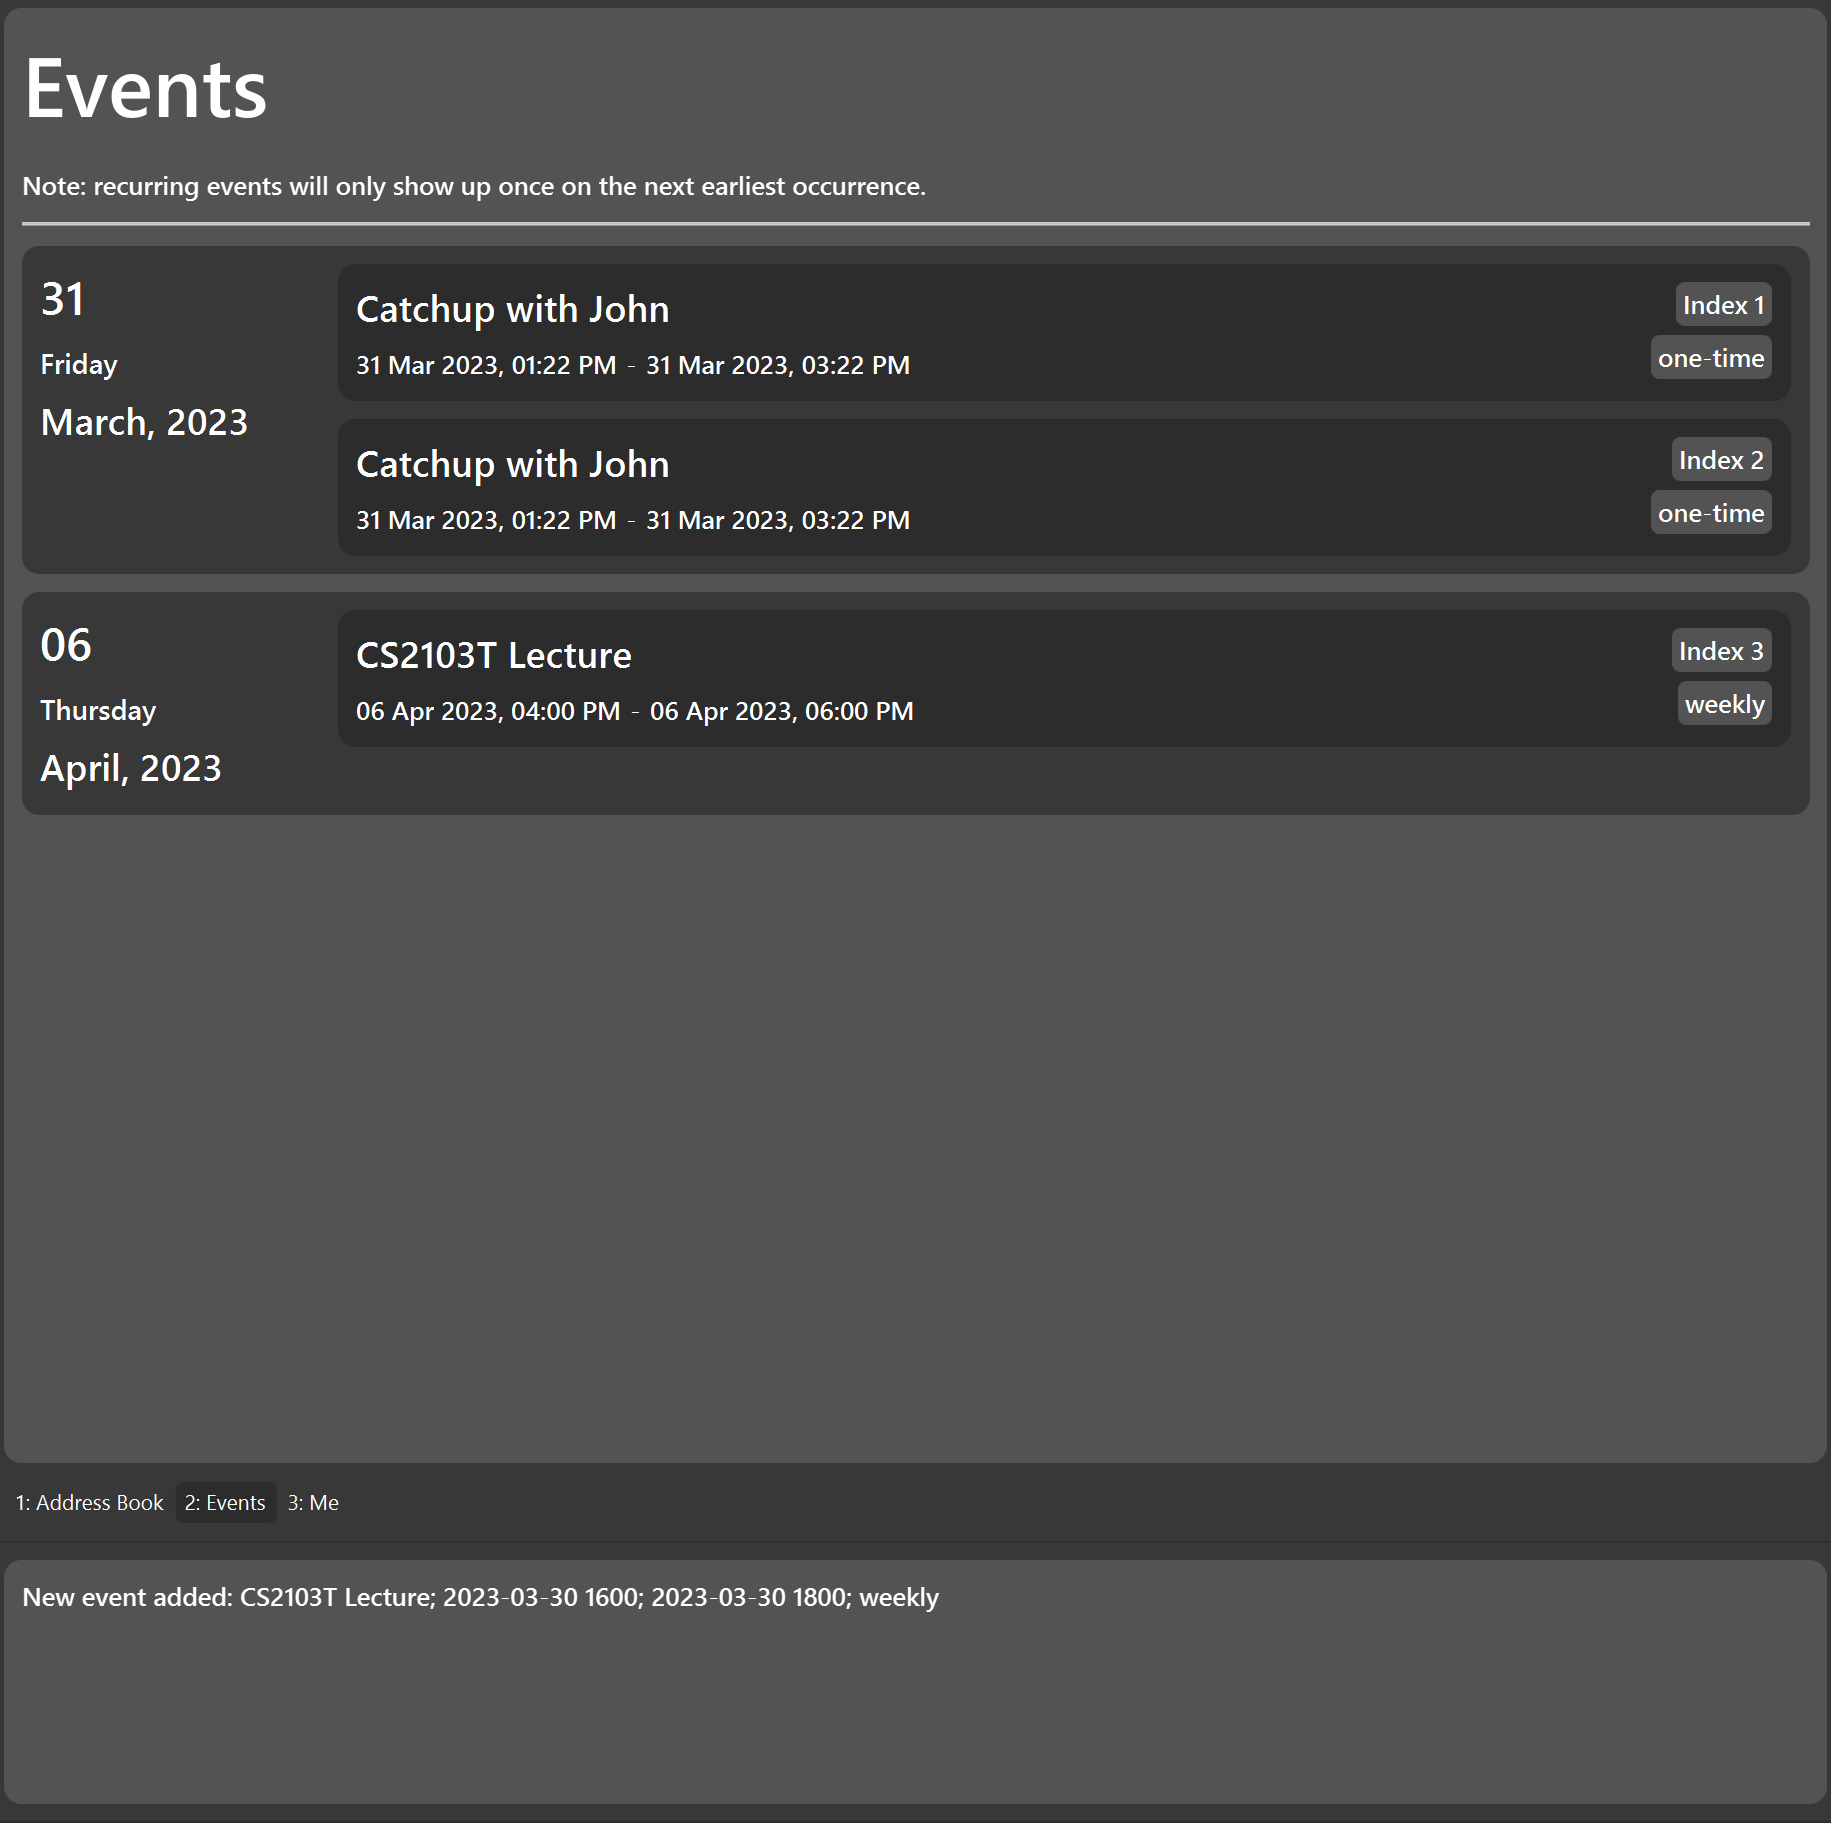 Events
Note: recurring events will only show up once on the next earliest occurrence.
31
Friday
March, 2023
Catchup with John
31 Mar 2023, 01:22 PM - 31 Mar 2023, 03:22 PM
Index 1
one-time
Catchup with John
31 Mar 2023, 01:22 PM - 31 Mar 2023, 03:22 PM
Index 2
one-time
06
Thursday
April, 2023
CS2103T Lecture
06 Apr 2023, 04:00 PM - 06 Apr 2023, 06:00 PM
Index 3
weekly
1: Address Book 2: Events 3: Me
New event added: CS2103T Lecture; 2023-03-30 1600; 2023-03-30 1800; weekly